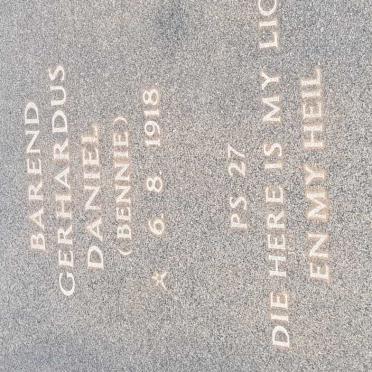 BAREND
GERHARDUS
DANIEL
(BENNIE)
6. 8. 1918
PS 27
DIE HERE IS MY
EN MY HEIL